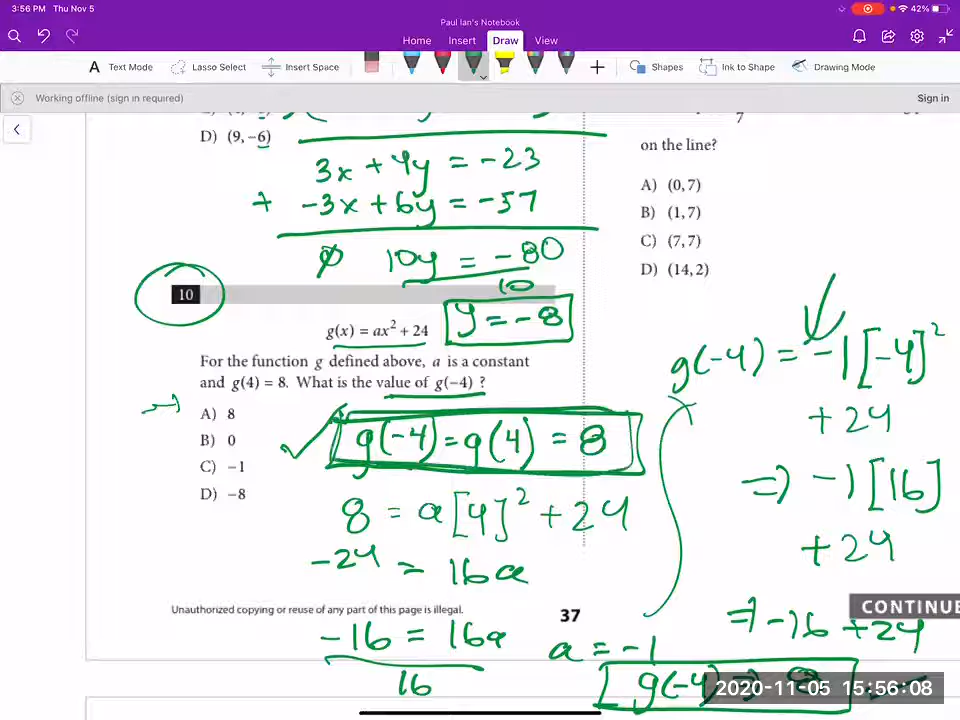 3:56 PM Thu Nov 5
42%
Paul Ian's Notebook
Home Insert Draw View
A Text Mode Lasso Select Insert Space Shapes Ink to Shape Drawing Mode
Working offline (sign in required) Sign in
D) (9, −6)
3x + 4y = -23
+ -3x + 6y = -57
0 10y = -80
10
y = -8
10
g(x) = ax² + 24
For the function g defined above, a is a constant
and g(4) = 8. What is the value of g(−4) ?
A) 8
B) 0
C) −1
D) −8
g(-4) = g(4) = 8
8 = a[4]² + 24
-24 = 16a
-16 = 16a
16
a = -1
Unauthorized copying or reuse of any part of this page is illegal.
37
CONTINUE
7
on the line?
A) (0, 7)
B) (1, 7)
C) (7, 7)
D) (14, 2)
g(-4) = -1[-4]²
+24
=> -1[16]
+24
=> -16 + 24
g(-4) => 8
2020-11-05 15:56:08